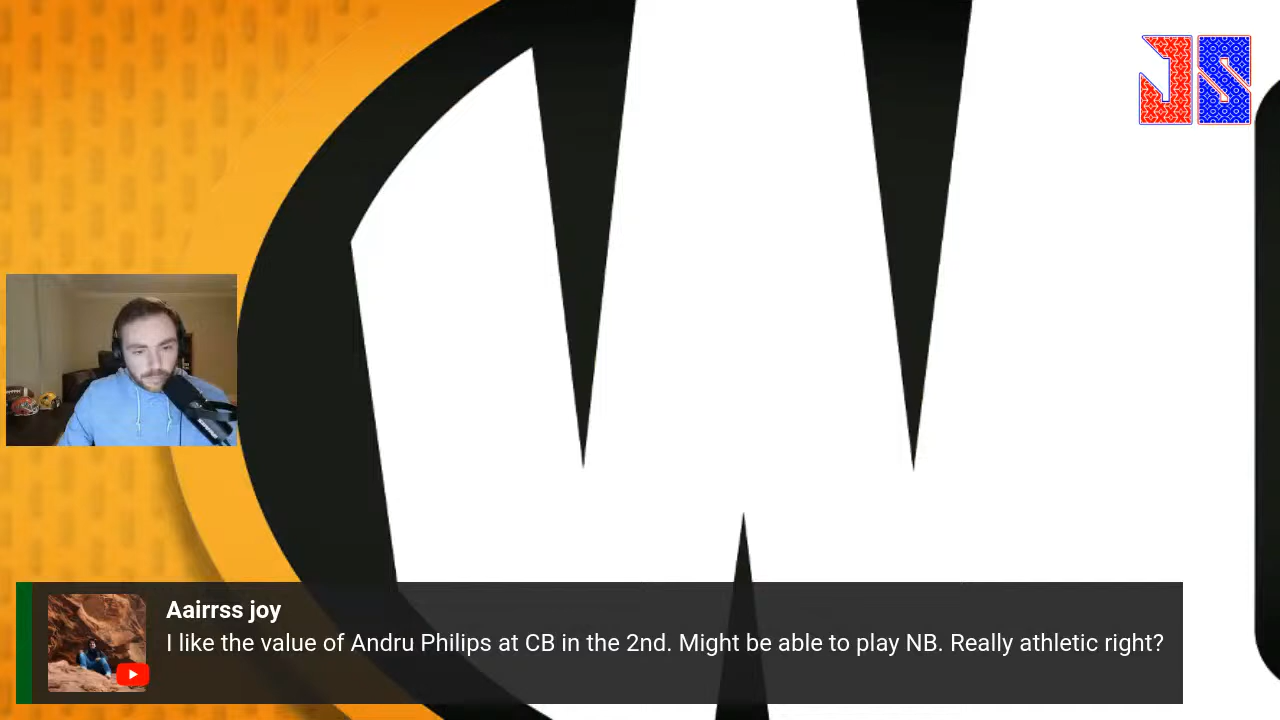 JS
Aairrss joy
I like the value of Andru Philips at CB in the 2nd. Might be able to play NB. Really athletic right?